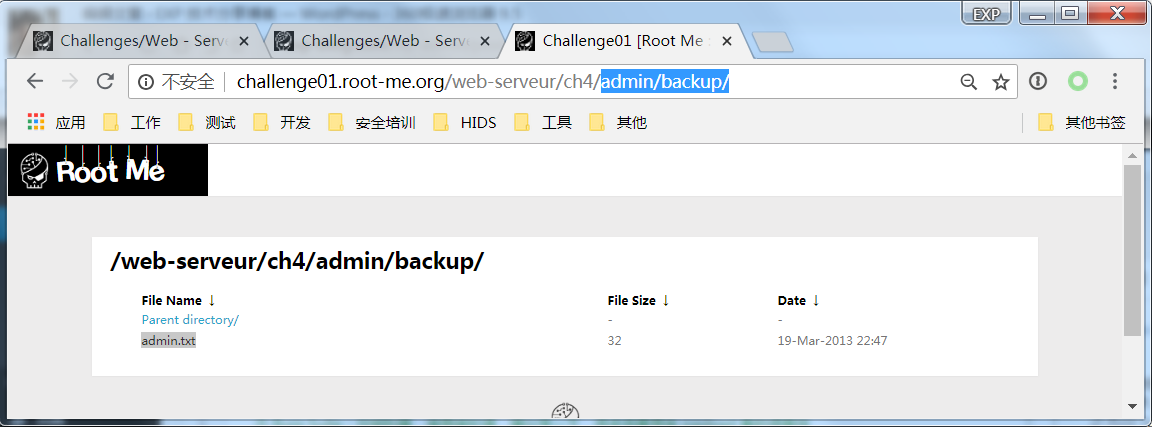 EXP
Challenges/Web - Serve
Challenges/Web - Serve
Challenge01 [Root Me :
不安全
challenge01.root-me.org/web-serveur/ch4/admin/backup/
应用 工作 测试 开发 安全培训 HIDS 工具 其他 其他书签
Root Me
/web-serveur/ch4/admin/backup/
File Name ↓ File Size ↓ Date ↓
Parent directory/ - -
admin.txt 32 19-Mar-2013 22:47